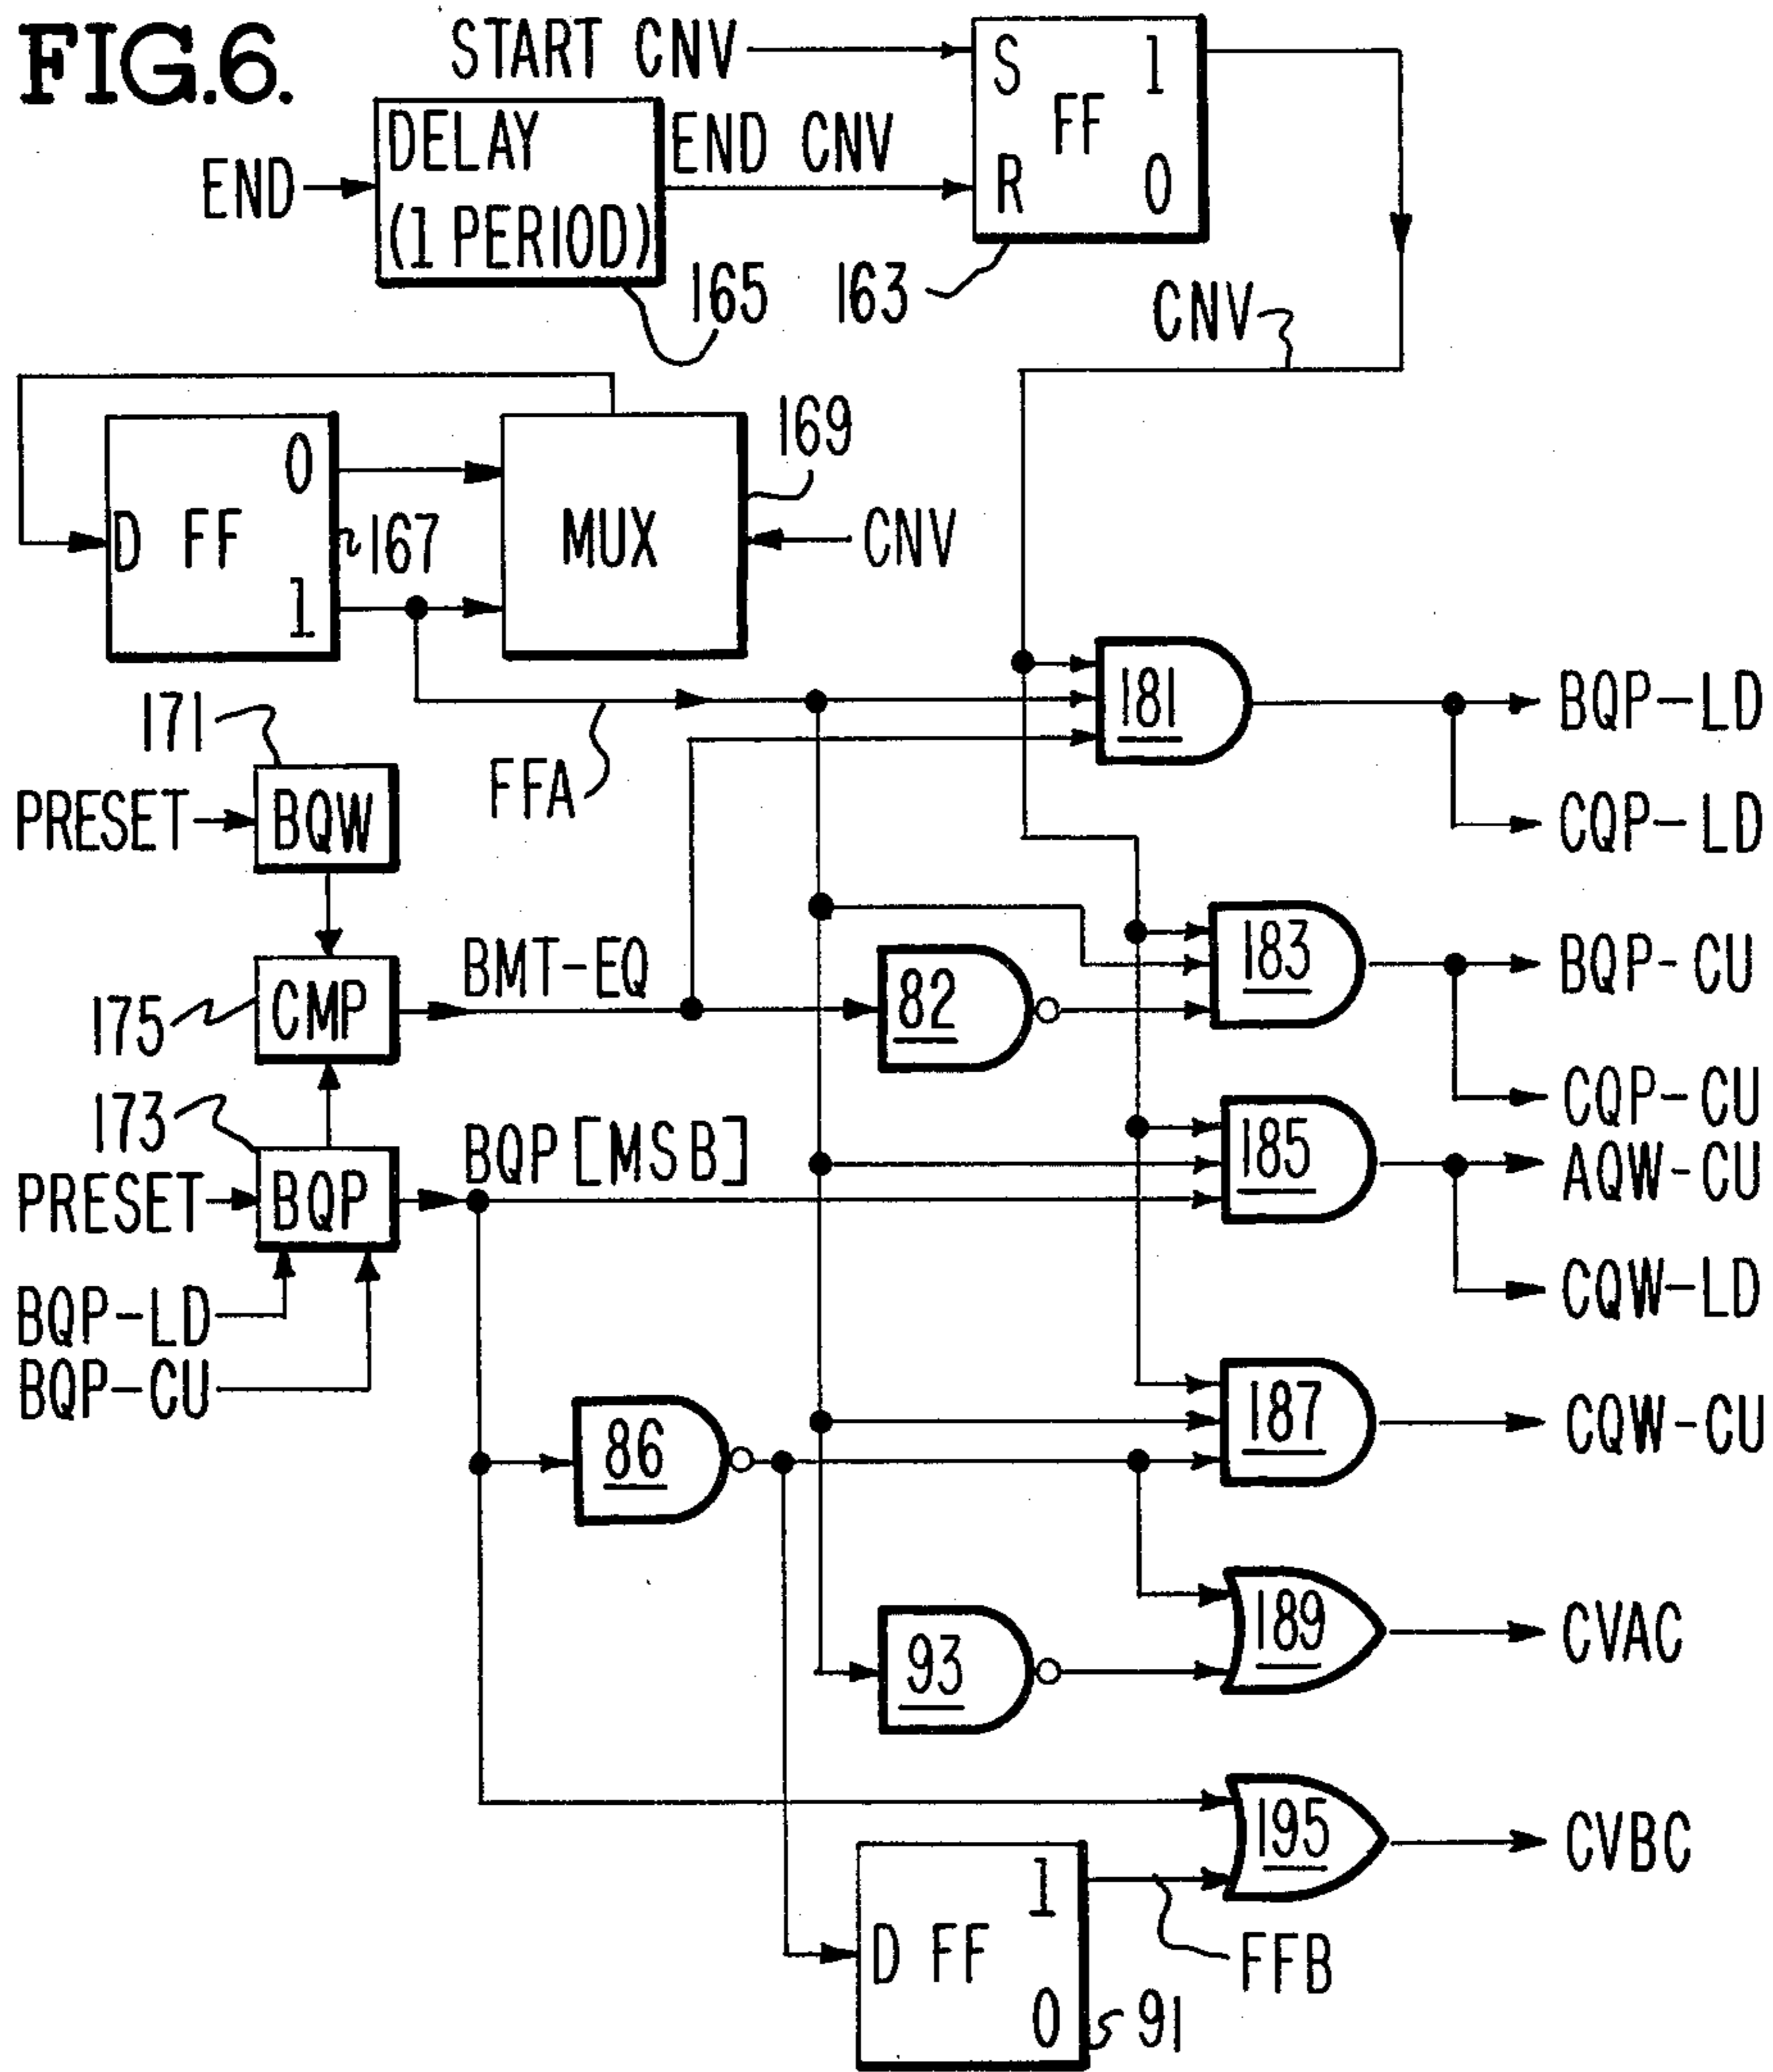 FIG.6.
START CNV
S 1
FF
R 0
END
DELAY
(1 PERIOD)
END CNV
165
163
CNV
0
D FF
1
167
MUX
169
CNV
171
FFA
181
BQP-LD
CQP-LD
PRESET
BQW
175
CMP
BMT-EQ
82
183
BQP-CU
CQP-CU
173
PRESET
BQP
BQP [MSB]
185
AQW-CU
CQW-LD
BQP-LD
BQP-CU
86
187
CQW-CU
93
189
CVAC
195
CVBC
1
D FF
0
FFB
91